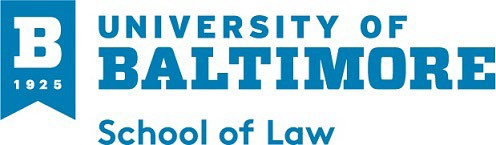 B
1925
UNIVERSITY OF
BALTIMORE
School of Law